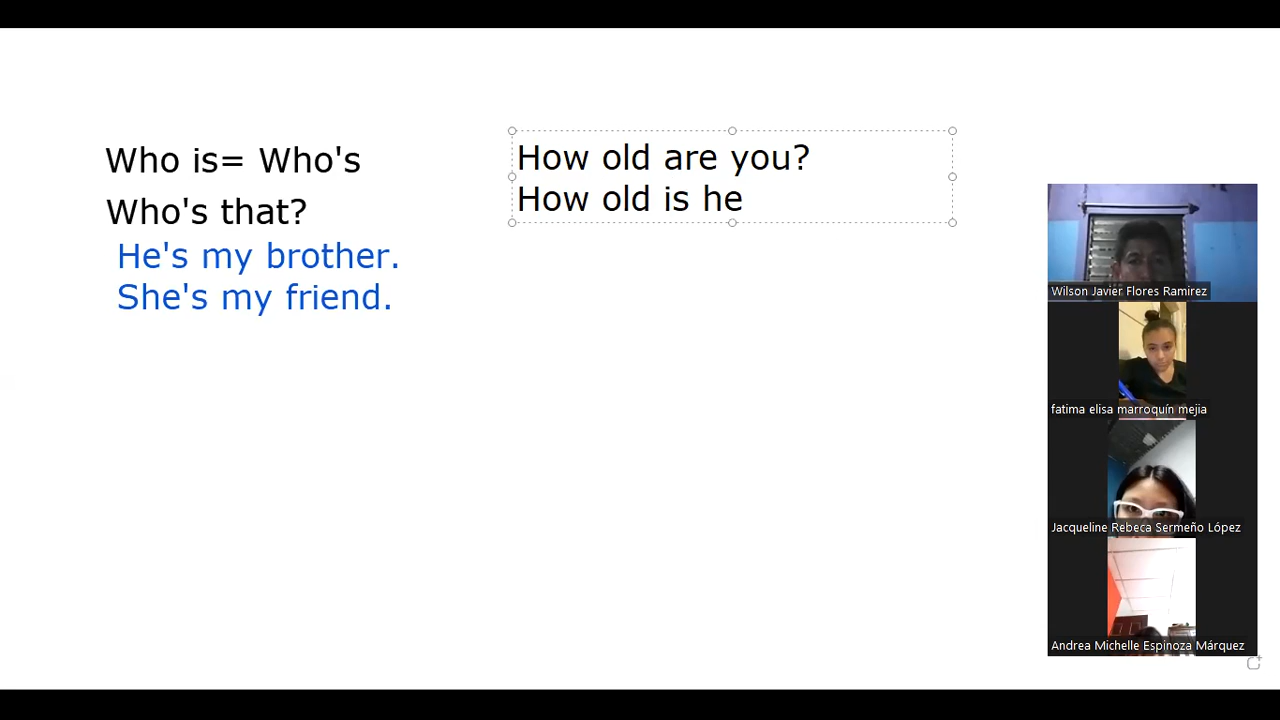 Who is= Who's
Who's that?
He's my brother.
She's my friend.
How old are you?
How old is he
Wilson Javier Flores Ramirez
fatima elisa marroquín mejia
Jacqueline Rebeca Sermeño López
Andrea Michelle Espinoza Márquez